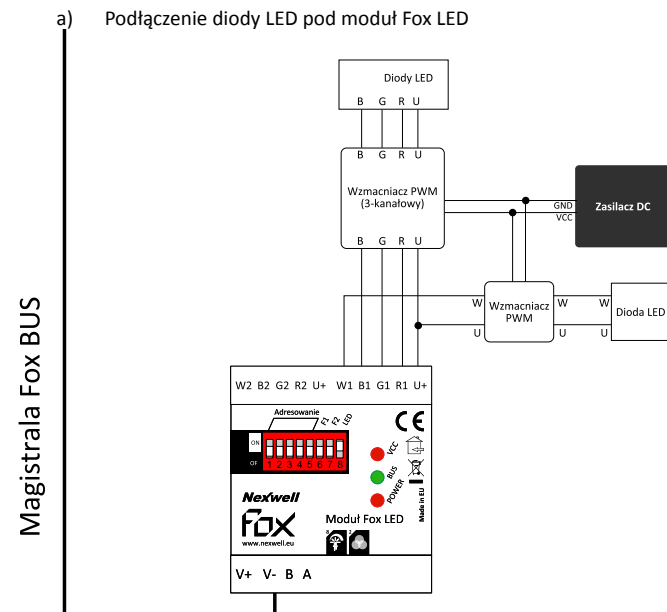 a) Podłączenie diody LED pod moduł Fox LED
Diody LED
B G R U
B G R U
Wzmacniacz PWM
(3-kanałowy)
B G R U
GND
VCC
Zasilacz DC
W
U
Wzmacniacz
PWM
W
U
W
U
Dioda LED
Magistrala Fox BUS
W2 B2 G2 R2 U+ W1 B1 G1 R1 U+
Adresowanie
F1
F2
LED
ON
OF
1 2 3 4 5 6 7 8
CE
VCC
BUS
POWER
Made in EU
Nexwell
Fox
www.nexwell.eu
Moduł Fox LED
V+ V- B A